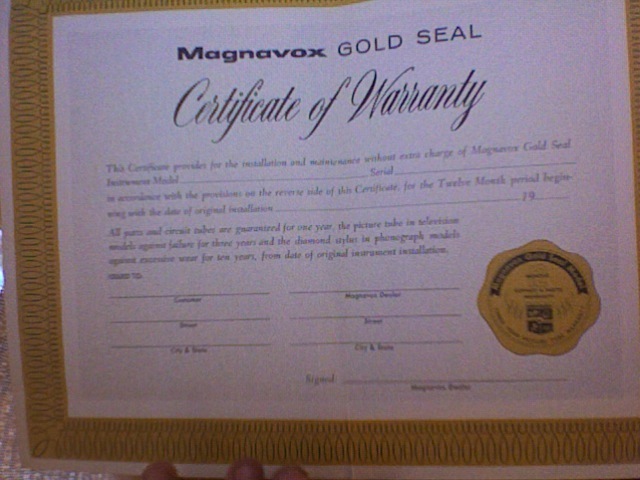 Magnavox GOLD SEAL
Certificate of Warranty
This Certificate provides for the installation and maintenance without extra charge of Magnavox Gold Seal
Instrument Model Serial
in accordance with the provisions on the reverse side of this Certificate, for the Twelve Month period begin-
ning with the date of original installation 19
All parts and circuit tubes are guaranteed for one year, the picture tube in television
models against failure for three years and the diamond stylus in phonograph models
against excessive wear for ten years, from date of original instrument installation.
ISSUED TO:
Customer Magnavox Dealer
Street Street
City & State City & State
Signed
Magnavox Dealer
Magnavox Gold Seal Model